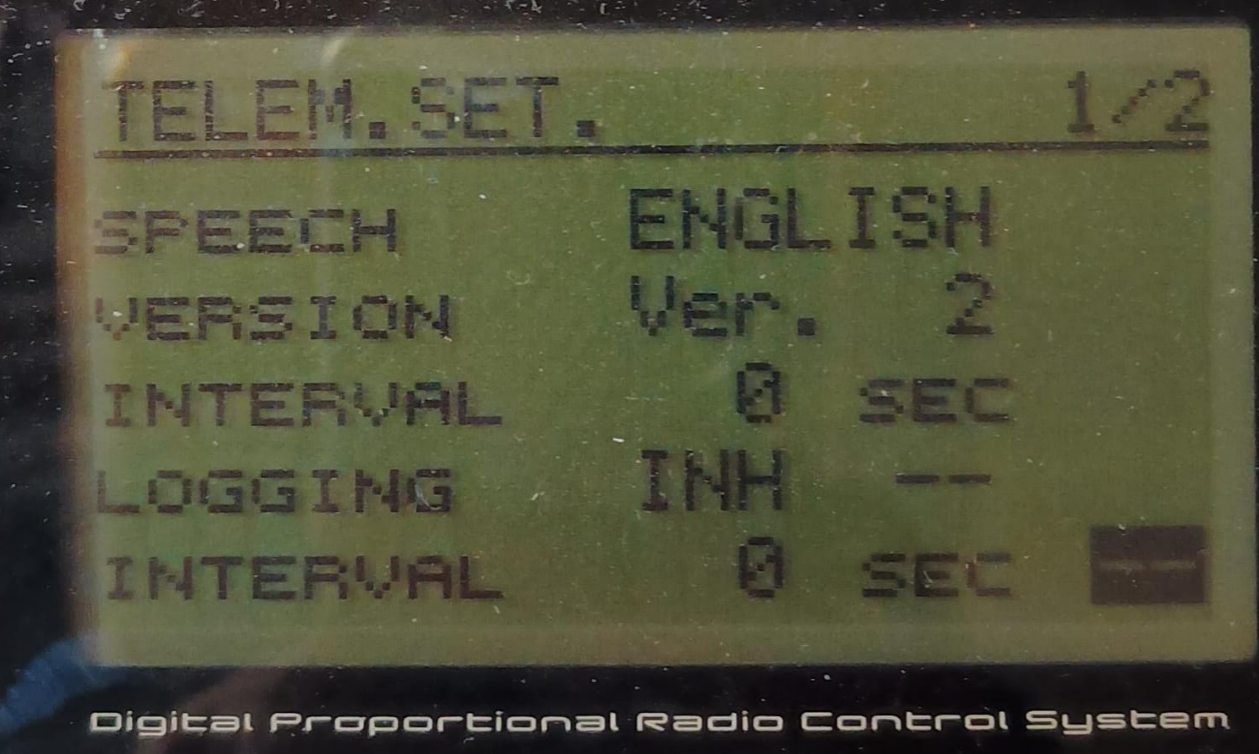 TELEM.SET. 1/2
SPEECH ENGLISH
VERSION Ver. 2
INTERVAL 0 SEC
LOGGING INH --
INTERVAL 0 SEC --
Digital Proportional Radio Control System